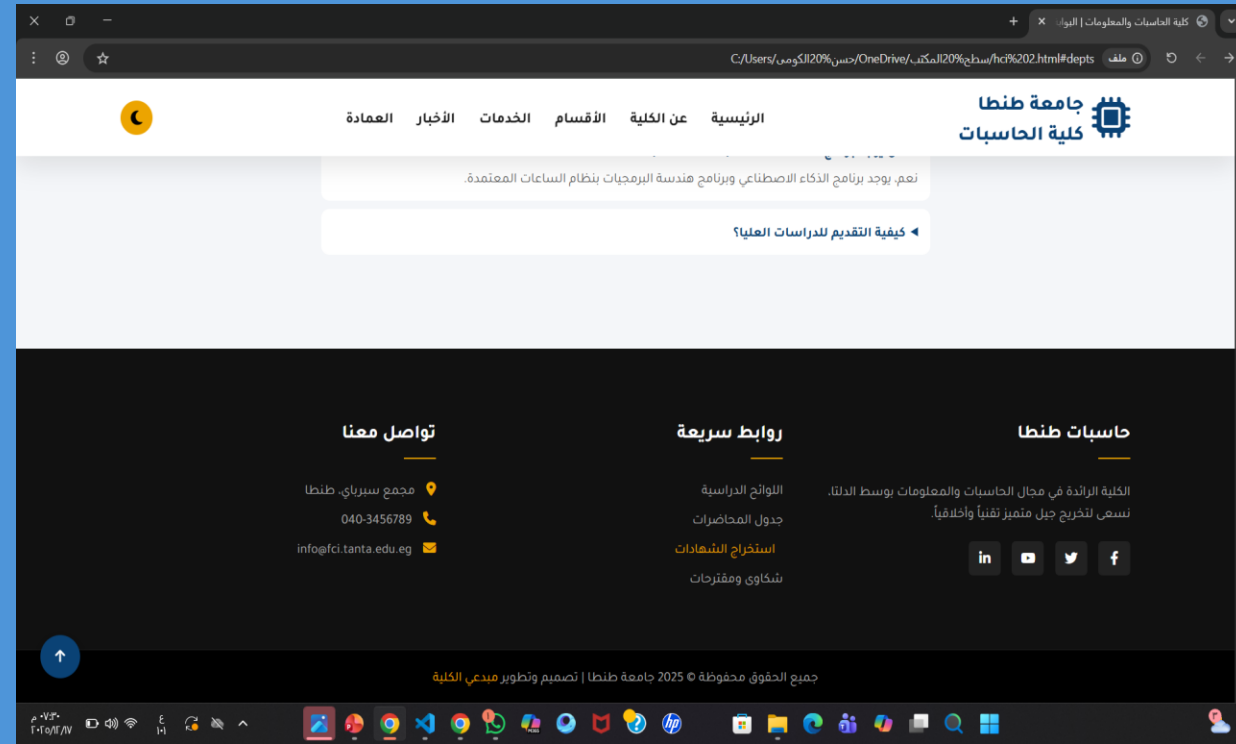 كلية الحاسبات والمعلومات | البوا
ملف C:/Users/حسن%20الكومى/OneDrive/سطح%20المكتب/hci%202.html#depts
جامعة طنطا
كلية الحاسبات
الرئيسية عن الكلية الأقسام الخدمات الأخبار العمادة
نعم، يوجد برنامج الذكاء الاصطناعي وبرنامج هندسة البرمجيات بنظام الساعات المعتمدة.
كيفية التقديم للدراسات العليا؟
حاسبات طنطا
الكلية الرائدة في مجال الحاسبات والمعلومات بوسط الدلتا،
نسعى لتخريج جيل متميز تقنياً وأخلاقياً.
روابط سريعة
اللوائح الدراسية
جدول المحاضرات
استخراج الشهادات
شكاوى ومقترحات
تواصل معنا
مجمع سبرباي، طنطا
040-3456789
info@fci.tanta.edu.eg
جميع الحقوق محفوظة © 2025 جامعة طنطا | تصميم وتطوير مبدعي الكلية
٠٧:٣٠ م
٢٠٢٥/١٢/١٧